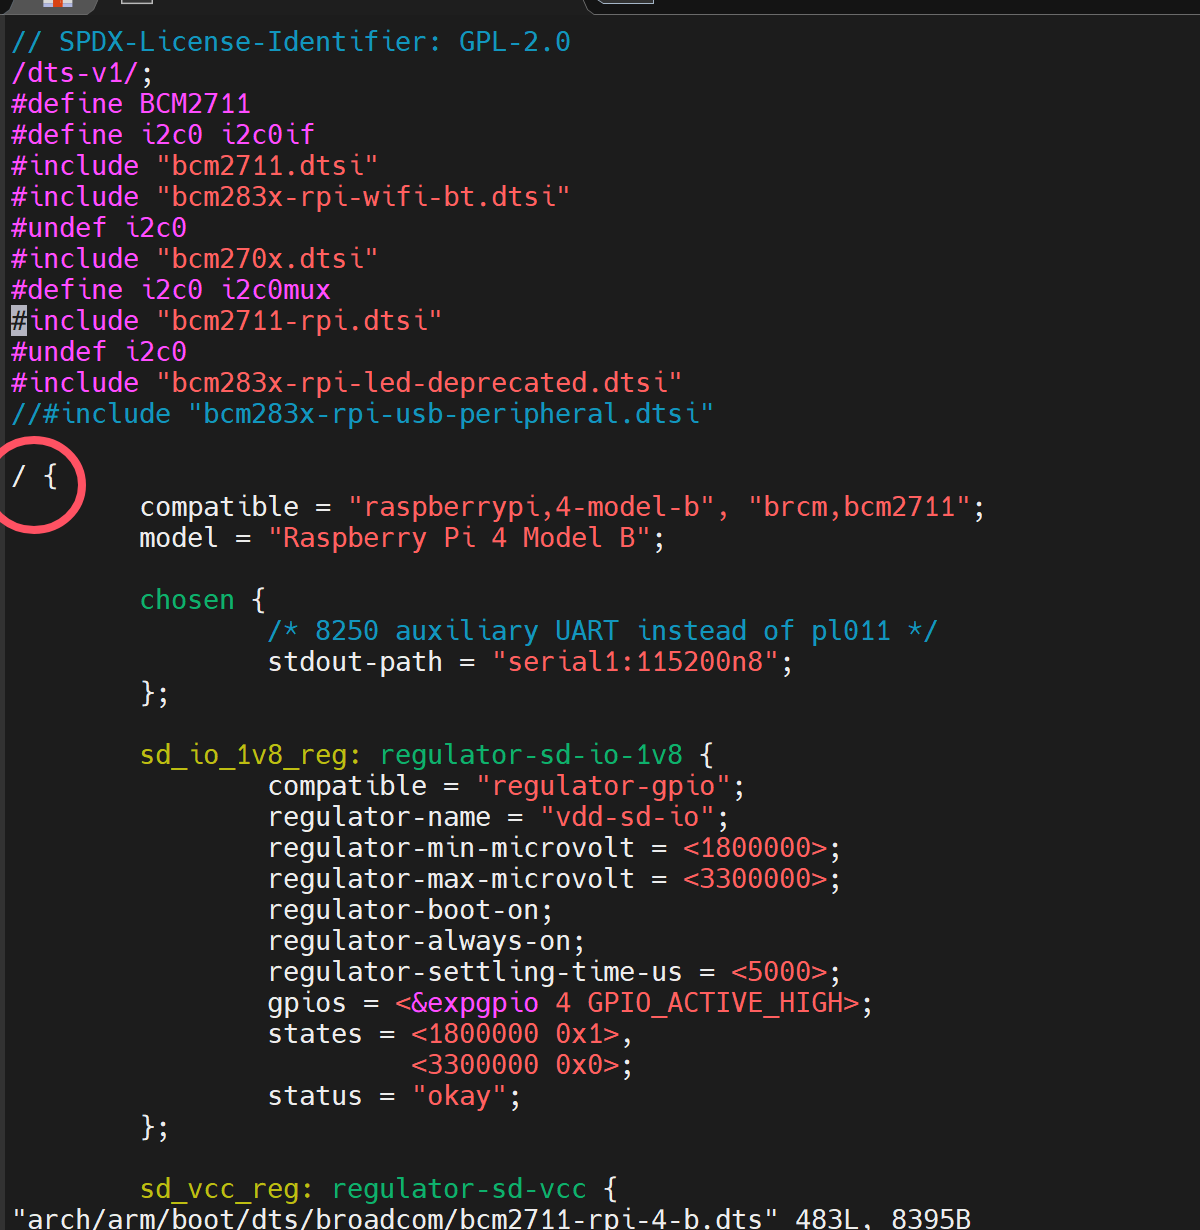 // SPDX-License-Identifier: GPL-2.0
/dts-v1/;
#define BCM2711
#define i2c0 i2c0if
#include "bcm2711.dtsi"
#include "bcm283x-rpi-wifi-bt.dtsi"
#undef i2c0
#include "bcm270x.dtsi"
#define i2c0 i2c0mux
#include "bcm2711-rpi.dtsi"
#undef i2c0
#include "bcm283x-rpi-led-deprecated.dtsi"
//#include "bcm283x-rpi-usb-peripheral.dtsi"
/ {
compatible = "raspberrypi,4-model-b", "brcm,bcm2711";
model = "Raspberry Pi 4 Model B";
chosen {
/* 8250 auxiliary UART instead of pl011 */
stdout-path = "serial1:115200n8";
};
sd_io_1v8_reg: regulator-sd-io-1v8 {
compatible = "regulator-gpio";
regulator-name = "vdd-sd-io";
regulator-min-microvolt = <1800000>;
regulator-max-microvolt = <3300000>;
regulator-boot-on;
regulator-always-on;
regulator-settling-time-us = <5000>;
gpios = <&expgpio 4 GPIO_ACTIVE_HIGH>;
states = <1800000 0x1>,
<3300000 0x0>;
status = "okay";
};
sd_vcc_reg: regulator-sd-vcc {
"arch/arm/boot/dts/broadcom/bcm2711-rpi-4-b.dts" 483L, 8395B